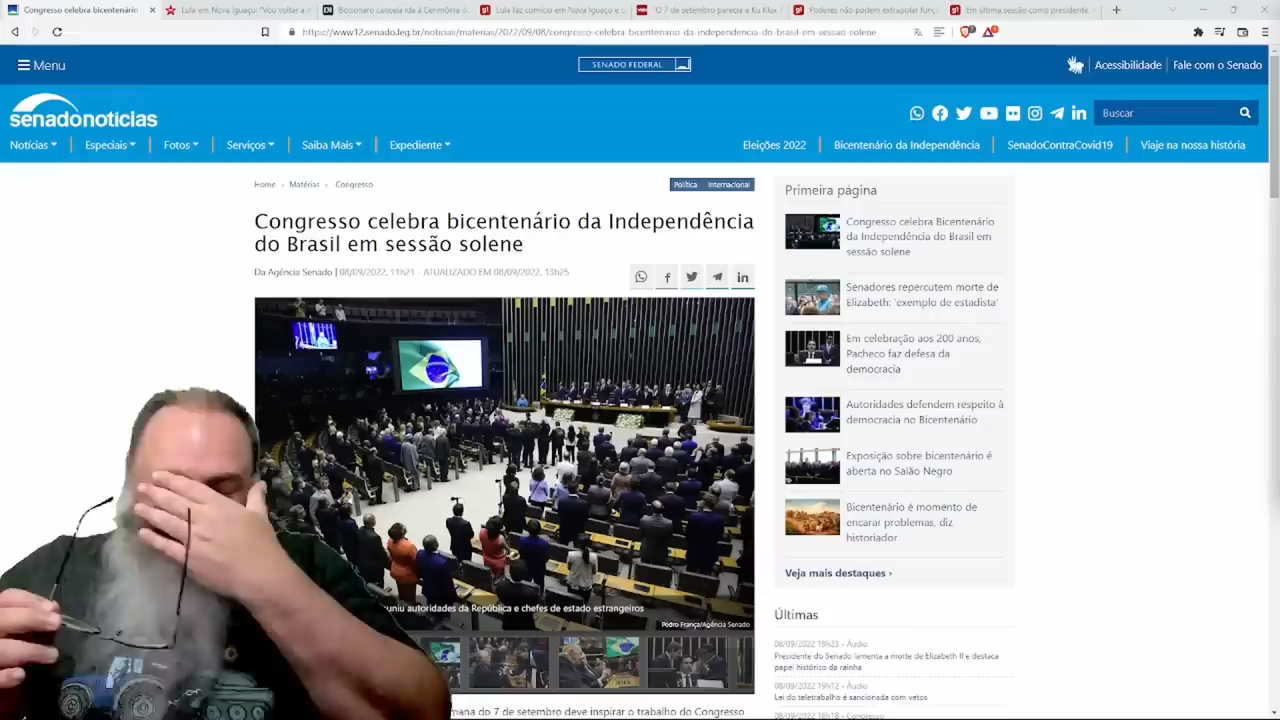 Congresso celebra bicentenário
Lula em Nova Iguaçu: "Vou voltar a
Bolsonaro cancela ida à Cerimônia d
Lula faz comício em Nova Iguaçu e c
'O 7 de setembro parecia a Ku Klux
Poderes não podem extrapolar funçõ
Em última sessão como presidente,
https://www12.senado.leg.br/noticias/materias/2022/09/08/congresso-celebra-bicentenario-da-independencia-do-brasil-em-sessao-solene
Menu
SENADO FEDERAL
Acessibilidade
Fale com o Senado
senadonotícias
Buscar
Notícias
Especiais
Fotos
Serviços
Saiba Mais
Expediente
Eleições 2022
Bicentenário da Independência
SenadoContraCovid19
Viaje na nossa história
Home › Matérias › Congresso
Política
Internacional
Congresso celebra bicentenário da Independência
do Brasil em sessão solene
Da Agência Senado | 08/09/2022, 11h21 - ATUALIZADO EM 08/09/2022, 13h25
uniu autoridades da República e chefes de estado estrangeiros
Pedro França/Agência Senado
mana do 7 de setembro deve inspirar o trabalho do Congresso
Primeira página
Congresso celebra Bicentenário
da Independência do Brasil em
sessão solene
Senadores repercutem morte de
Elizabeth: 'exemplo de estadista'
Em celebração aos 200 anos,
Pacheco faz defesa da
democracia
Autoridades defendem respeito à
democracia no Bicentenário
Exposição sobre bicentenário é
aberta no Salão Negro
Bicentenário é momento de
encarar problemas, diz
historiador
Veja mais destaques ›
Últimas
08/09/2022 19h23 - Áudio
Presidente do Senado lamenta a morte de Elizabeth II e destaca
papel histórico da rainha
08/09/2022 19h12 - Áudio
Lei do teletrabalho é sancionada com vetos
08/09/2022 18h18 - Congresso